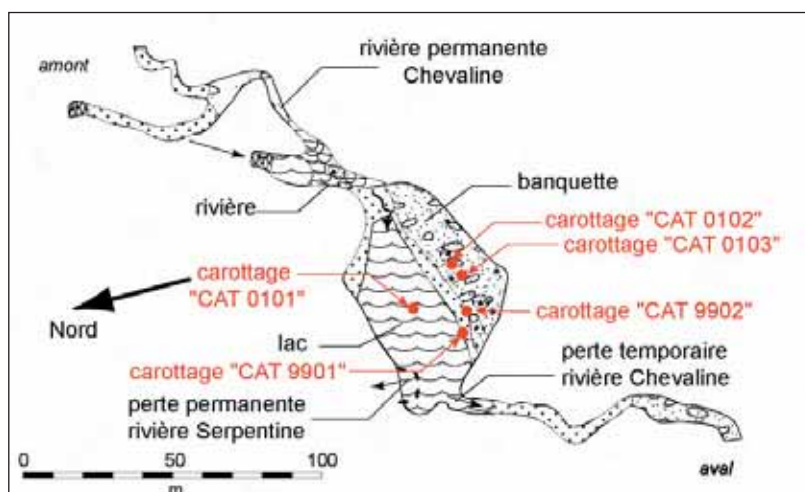 rivière permanente
Chevaline
amont
banquette
rivière
carottage "CAT 0102"
carottage "CAT 0103"
carottage
"CAT 0101"
carottage "CAT 9902"
Nord
lac
carottage "CAT 9901"
perte temporaire
rivière Chevaline
perte permanente
rivière Serpentine
0 50 100
m
aval